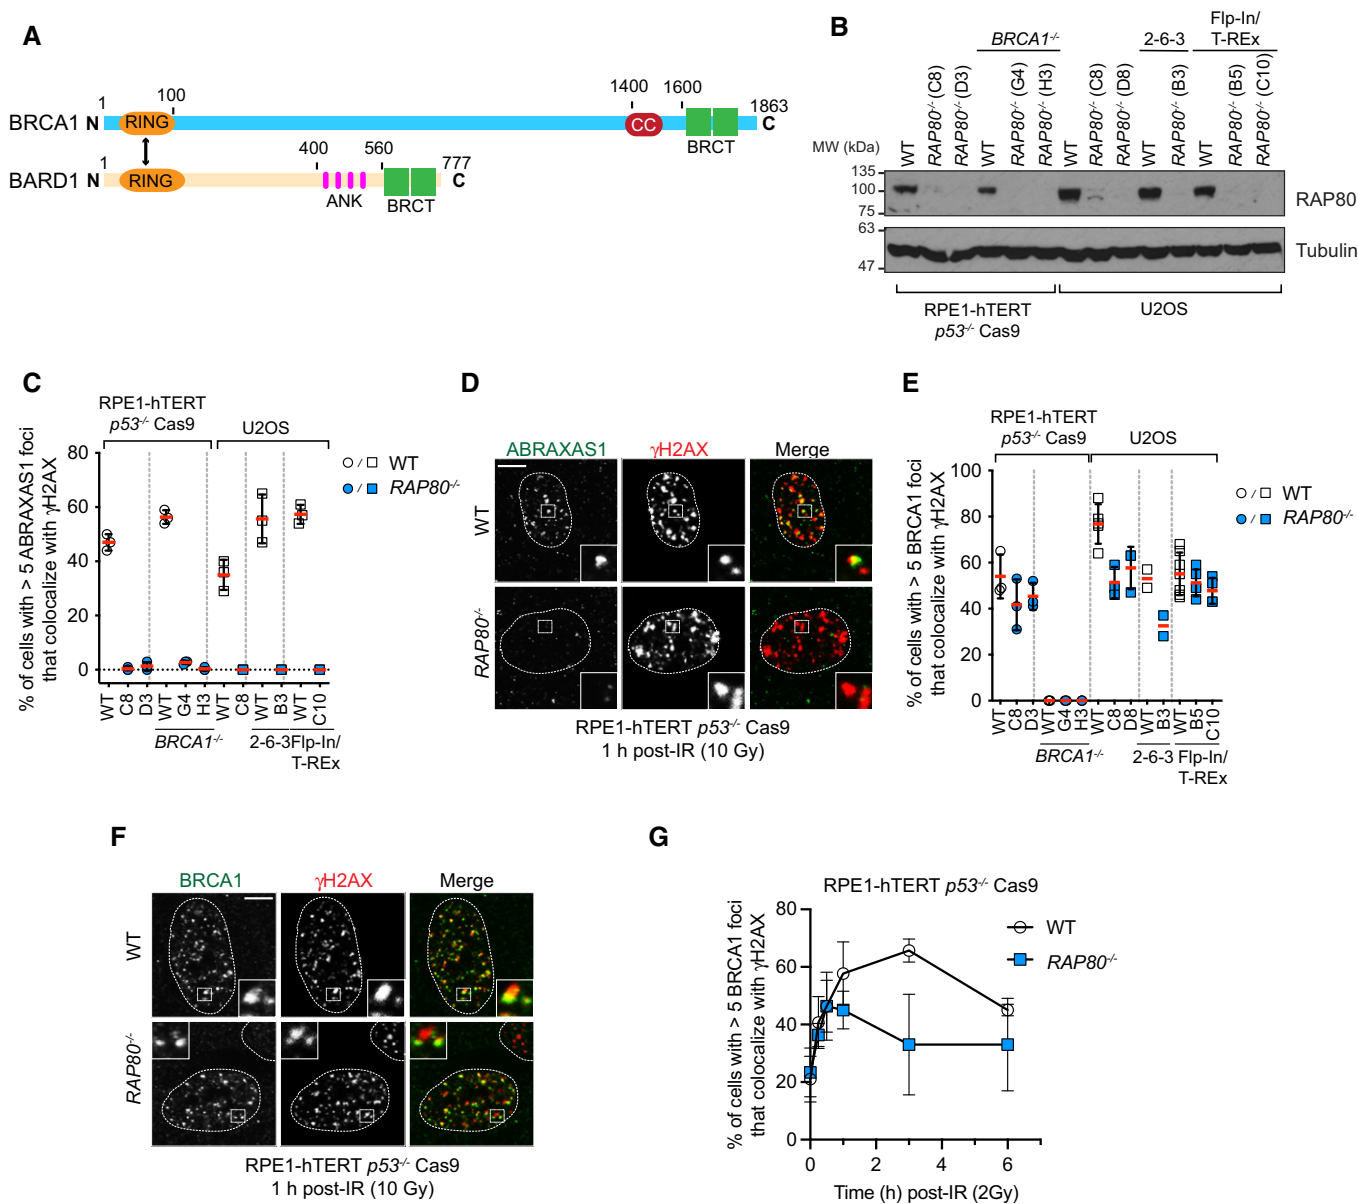 A
1
100
1400
1600
1863
BRCA1 N
RING
CC
C
BRCT
1
400
560
777
BARD1 N
RING
C
ANK
BRCT
B
BRCA1-/-
2-6-3
Flp-In/
T-REx
MW (kDa)
WT
RAP80-/- (C8)
RAP80-/- (D3)
WT
RAP80-/- (G4)
RAP80-/- (H3)
WT
RAP80-/- (C8)
RAP80-/- (D8)
WT
RAP80-/- (B3)
WT
RAP80-/- (B5)
RAP80-/- (C10)
135
100
75
RAP80
63
47
Tubulin
RPE1-hTERT
p53-/- Cas9
U2OS
C
RPE1-hTERT
p53-/- Cas9
U2OS
% of cells with > 5 ABRAXAS1 foci
that colocalize with γH2AX
80
60
40
20
0
○ / □ WT
RAP80-/-
WT C8 D3 WT G4 H3 WT C8 WT B3 WT C10
BRCA1-/-
2-6-3 Flp-In/
T-REx
D
ABRAXAS1 γH2AX Merge
WT
RAP80-/-
RPE1-hTERT p53-/- Cas9
1 h post-IR (10 Gy)
E
RPE1-hTERT
p53-/- Cas9
U2OS
% of cells with > 5 BRCA1 foci
that colocalize with γH2AX
100
80
60
40
20
0
○ / □ WT
RAP80-/-
WT C8 D3 WT G4 H3 WT C8 D8 WT B3 WT B5 C10
BRCA1-/-
2-6-3 Flp-In/
T-REx
F
BRCA1 γH2AX Merge
WT
RAP80-/-
RPE1-hTERT p53-/- Cas9
1 h post-IR (10 Gy)
G
RPE1-hTERT p53-/- Cas9
% of cells with > 5 BRCA1 foci
that colocalize with γH2AX
80
60
40
20
0
WT
RAP80-/-
0 2 4 6
Time (h) post-IR (2Gy)